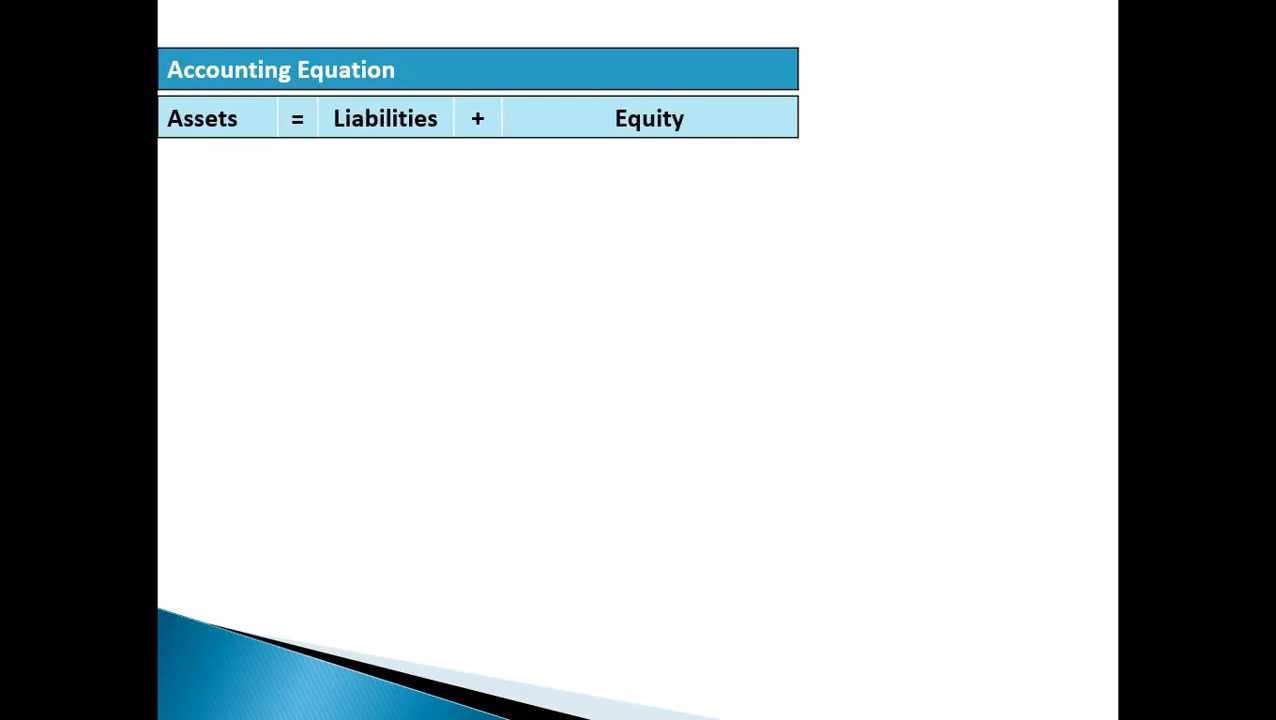 Accounting Equation
Assets = Liabilities + Equity